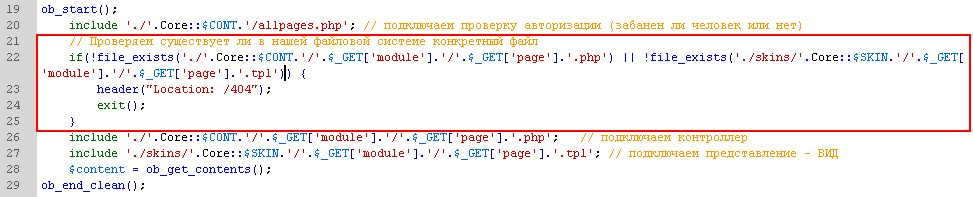 19 ob_start();
20 include './'.Core::$CONT.'/allpages.php'; // подключаем проверку авторизации (забанен ли человек или нет)
21 // Проверяем существует ли в нашей файловой системе конкретный файл
22 if(!file_exists('./'.Core::$CONT.'/'.$_GET['module'].'/'.$_GET['page'].'.php') || !file_exists('./skins/'.Core::$SKIN.'/'.$_GET[
'module'].'/'.$_GET['page'].'.tpl')) {
23 header("Location: /404");
24 exit();
25 }
26 include './'.Core::$CONT.'/'.$_GET['module'].'/'.$_GET['page'].'.php'; // подключаем контроллер
27 include './skins/'.Core::$SKIN.'/'.$_GET['module'].'/'.$_GET['page'].'.tpl'; // подключаем представление - ВИД
28 $content = ob_get_contents();
29 ob_end_clean();